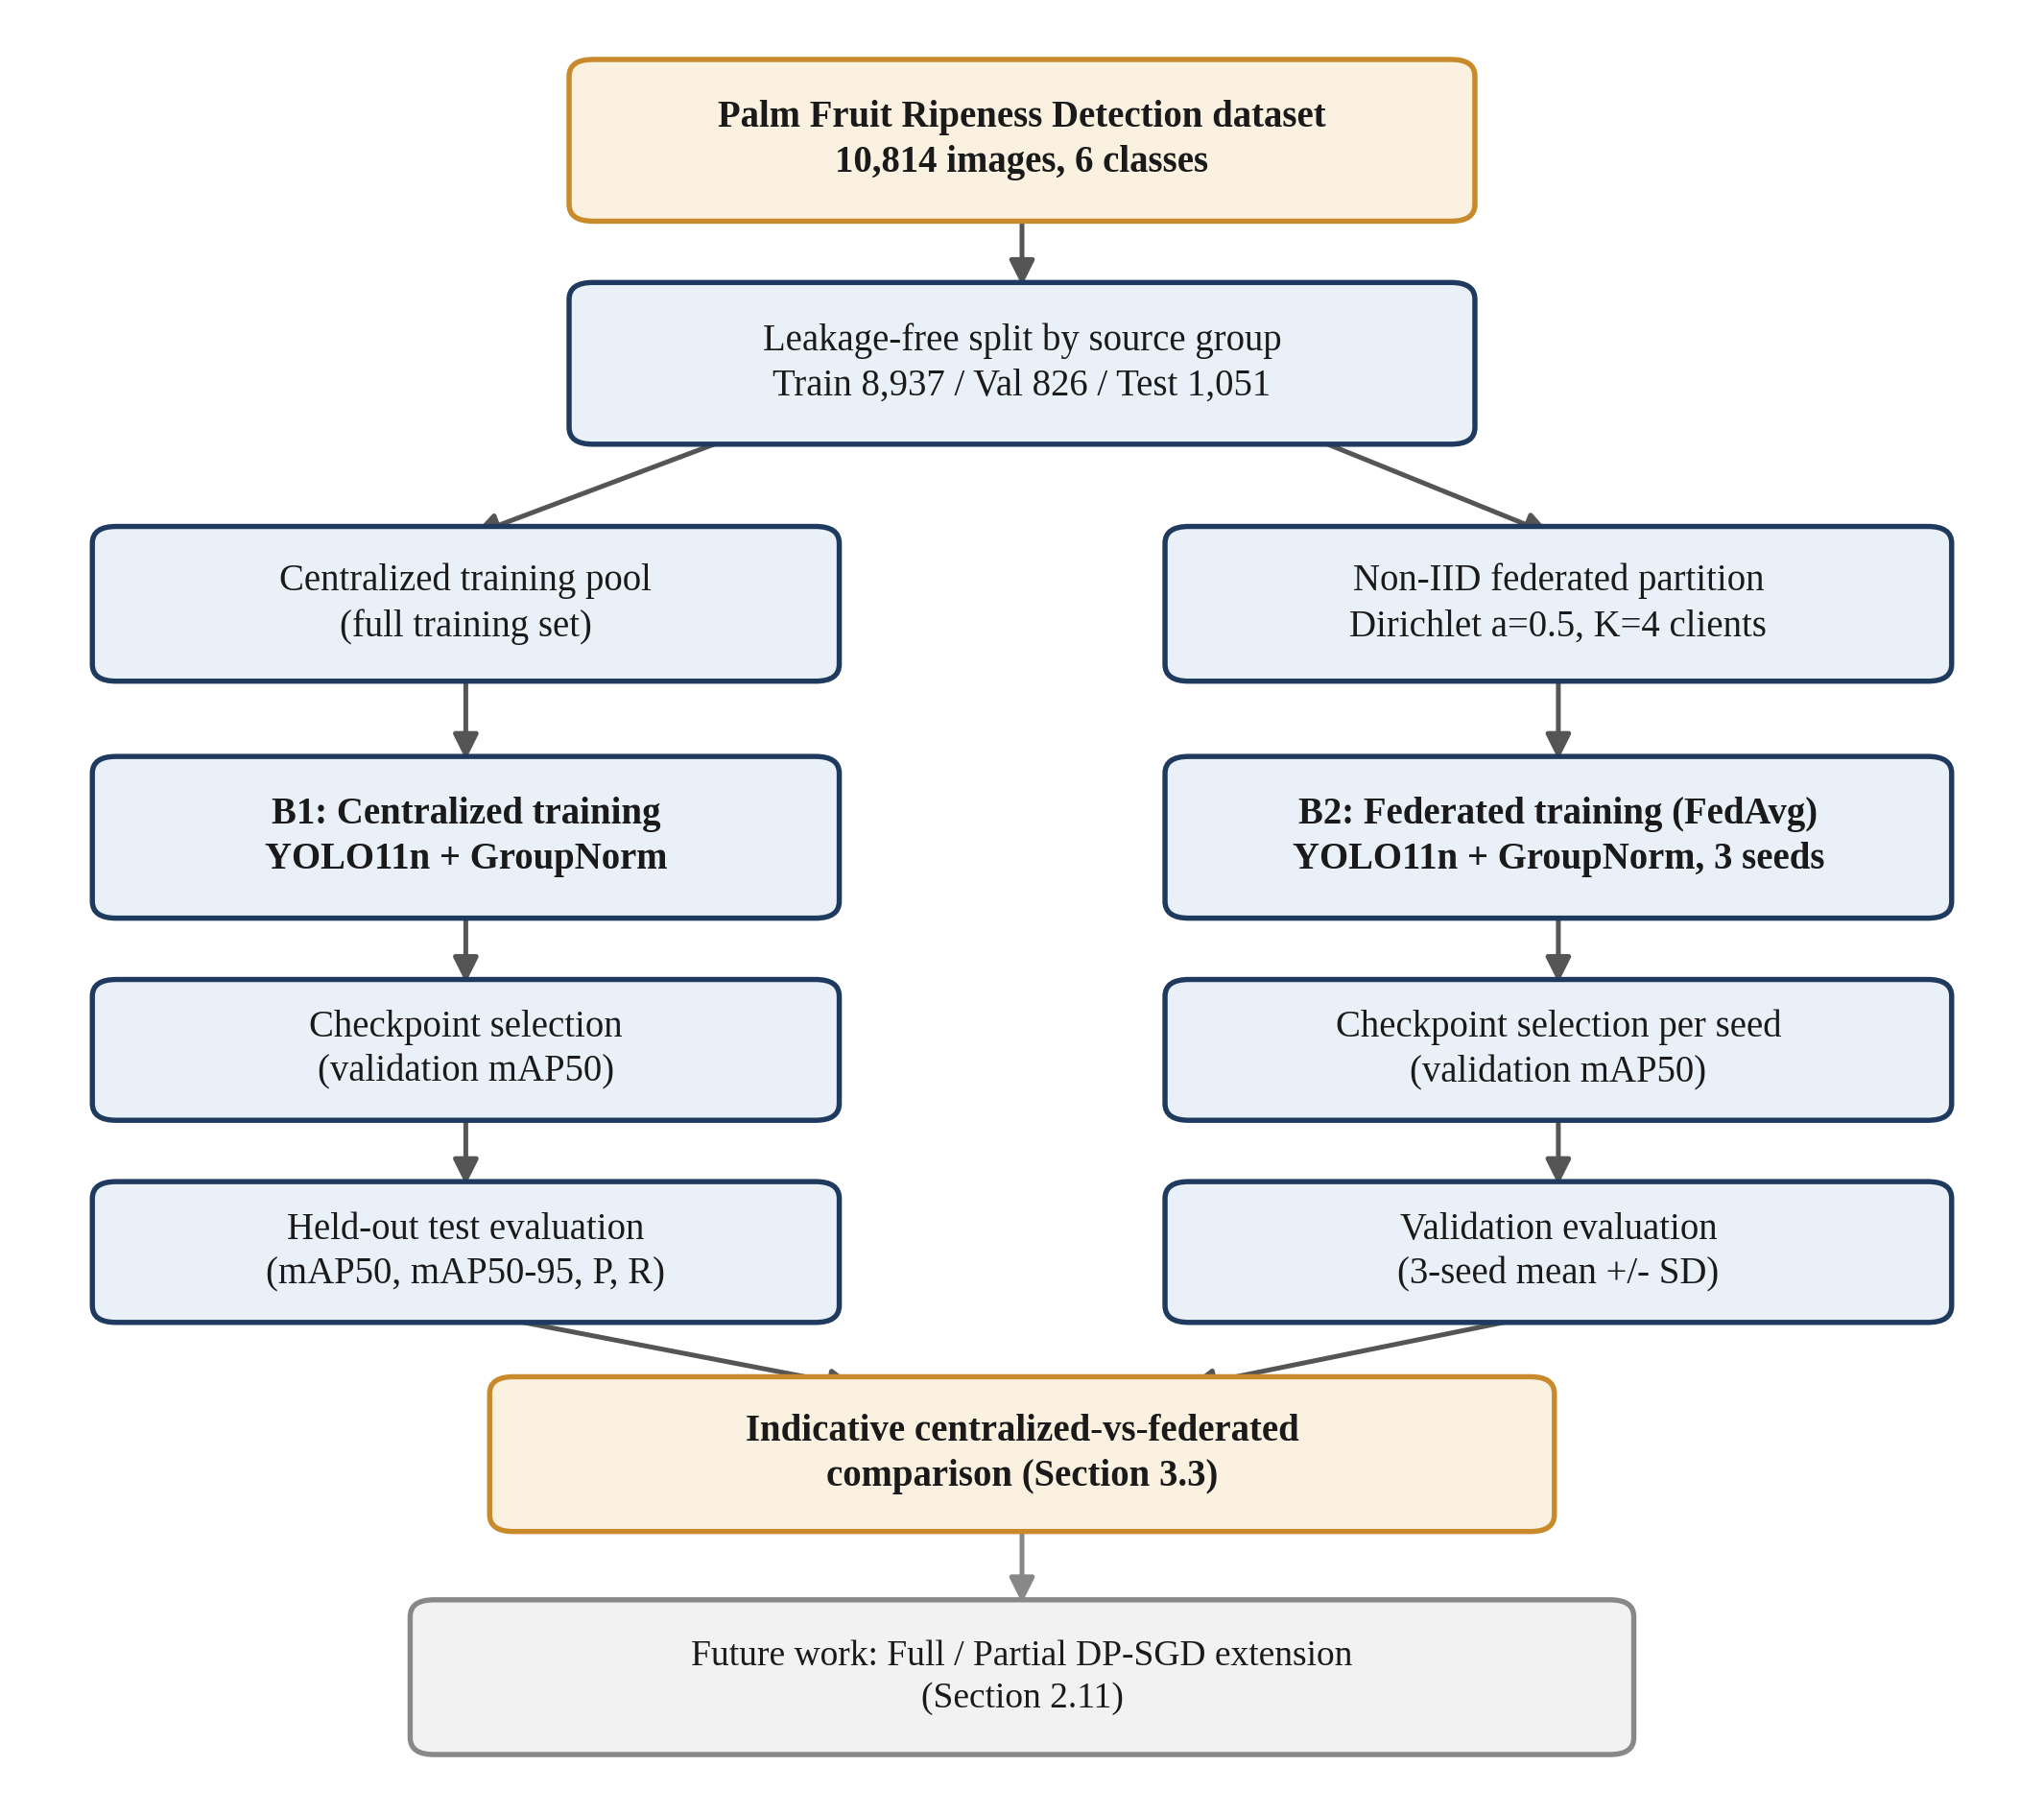 Palm Fruit Ripeness Detection dataset
10,814 images, 6 classes
Leakage-free split by source group
Train 8,937 / Val 826 / Test 1,051
Centralized training pool
(full training set)
Non-IID federated partition
Dirichlet a=0.5, K=4 clients
B1: Centralized training
YOLO11n + GroupNorm
B2: Federated training (FedAvg)
YOLO11n + GroupNorm, 3 seeds
Checkpoint selection
(validation mAP50)
Checkpoint selection per seed
(validation mAP50)
Held-out test evaluation
(mAP50, mAP50-95, P, R)
Validation evaluation
(3-seed mean +/- SD)
Indicative centralized-vs-federated
comparison (Section 3.3)
Future work: Full / Partial DP-SGD extension
(Section 2.11)